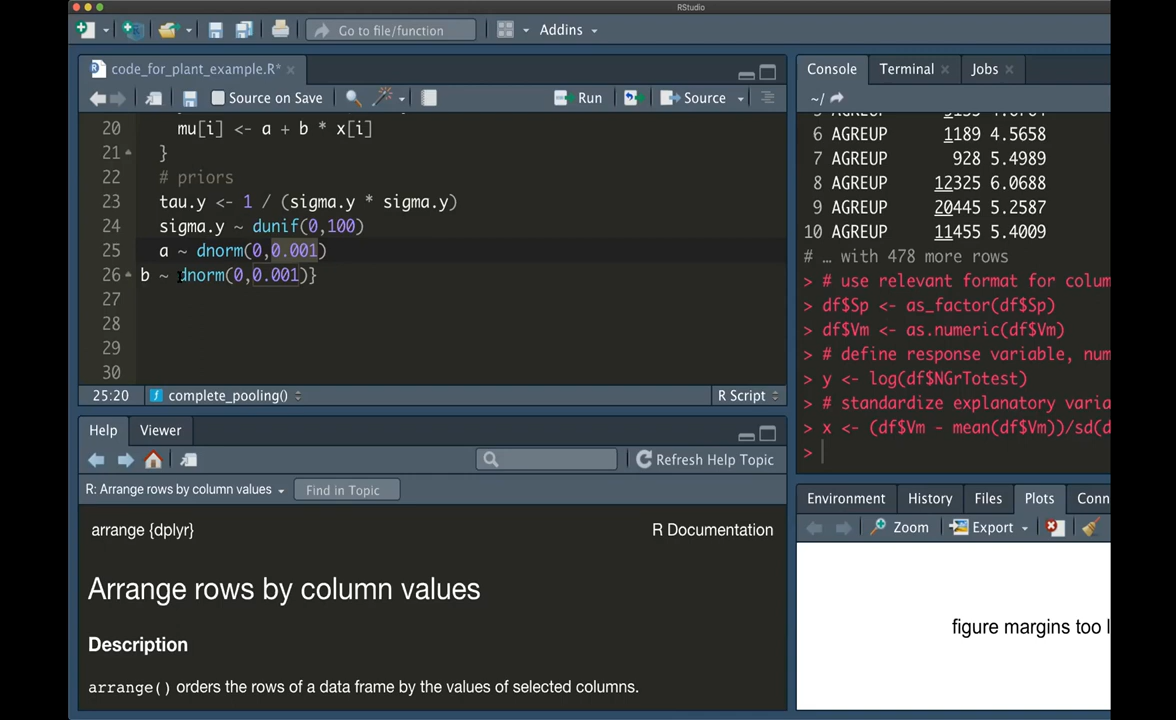 RStudio
Go to file/function
Addins
code_for_plant_example.R*
Source on Save
Run
Source
20 mu[i] <- a + b * x[i]
21 }
22 # priors
23 tau.y <- 1 / (sigma.y * sigma.y)
24 sigma.y ~ dunif(0,100)
25 a ~ dnorm(0,0.001)
26 b ~ dnorm(0,0.001)}
27
28
29
30
25:20 complete_pooling() R Script
Help Viewer
Refresh Help Topic
R: Arrange rows by column values Find in Topic
arrange {dplyr} R Documentation
Arrange rows by column values
Description
arrange() orders the rows of a data frame by the values of selected columns.
Console Terminal Jobs
~/
6 AGREUP 1189 4.5658
7 AGREUP 928 5.4989
8 AGREUP 12325 6.0688
9 AGREUP 20445 5.2587
10 AGREUP 11455 5.4009
# … with 478 more rows
> # use relevant format for colum
> df$Sp <- as_factor(df$Sp)
> df$Vm <- as.numeric(df$Vm)
> # define response variable, num
> y <- log(df$NGrTotest)
> # standardize explanatory varia
> x <- (df$Vm - mean(df$Vm))/sd(d
>
Environment History Files Plots Conn
Zoom Export
figure margins too l